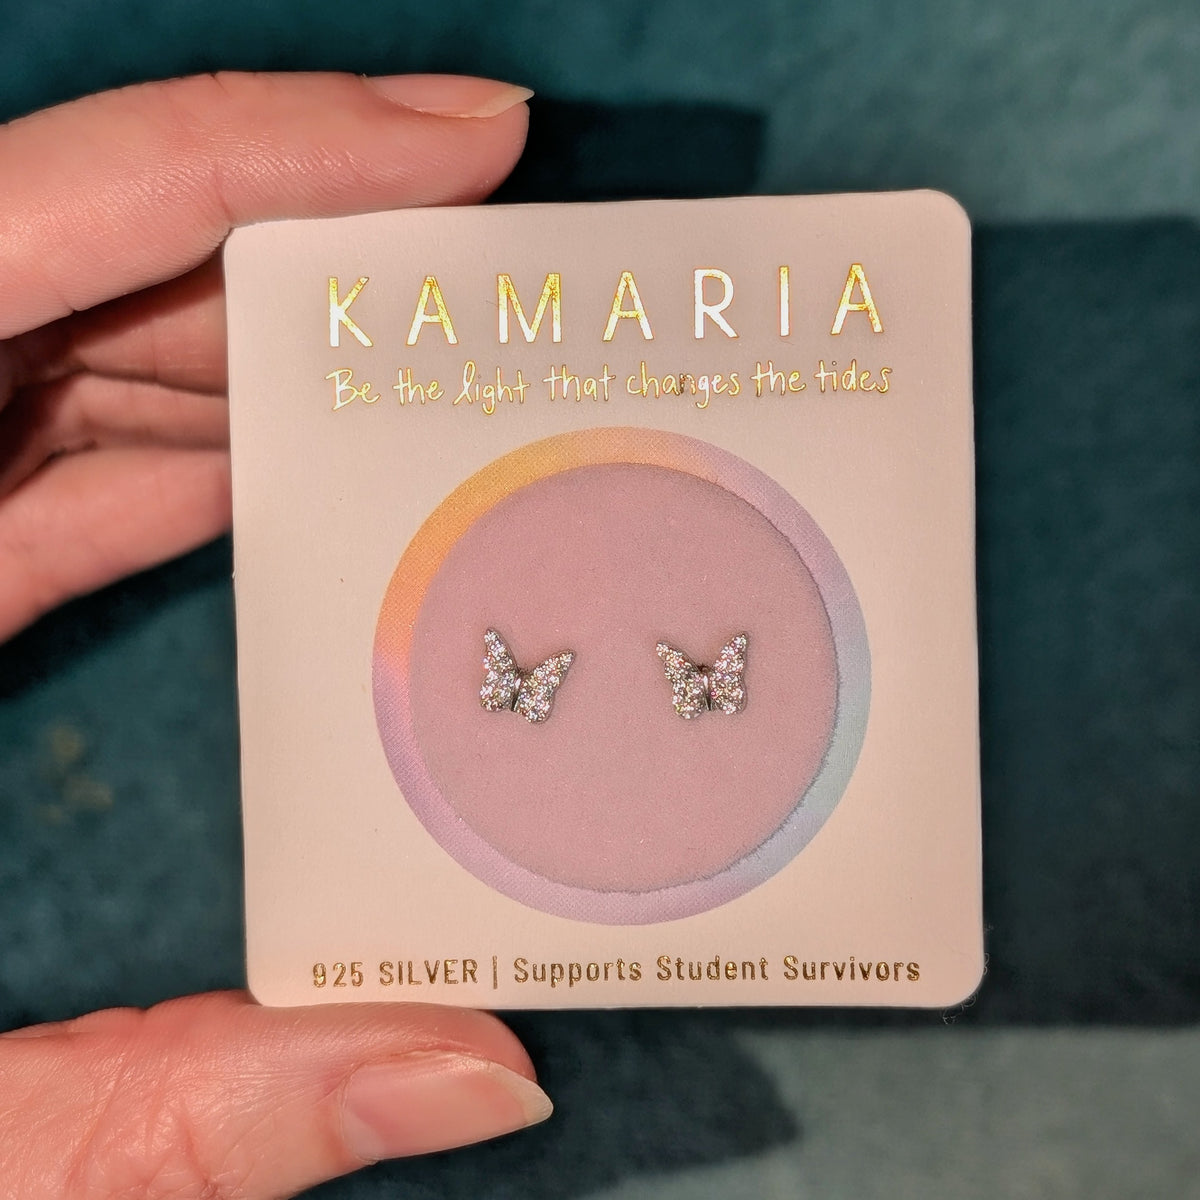 KAMARIA
Be the light that changes the tides
925 SILVER | Supports Student Survivors